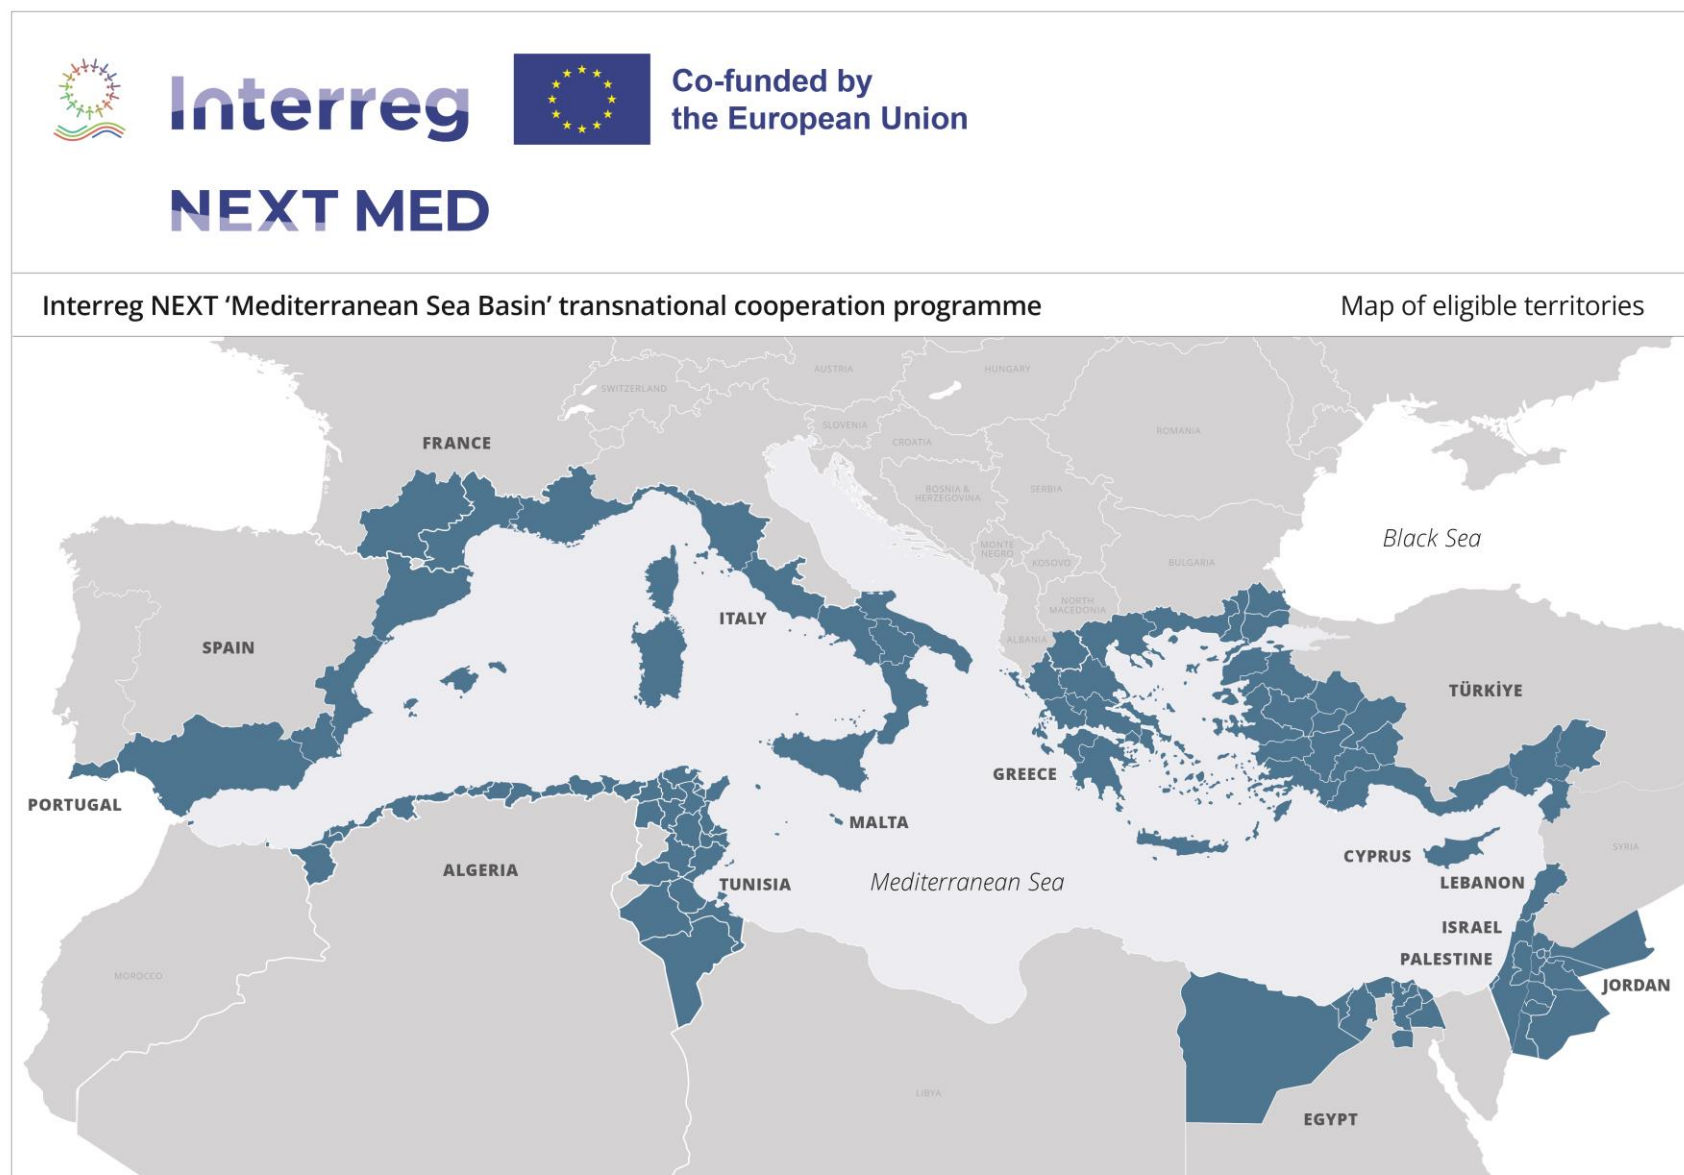 Interreg
Co-funded by
the European Union
NEXT MED
Interreg NEXT ‘Mediterranean Sea Basin’ transnational cooperation programme
Map of eligible territories
AUSTRIA
HUNGARY
SWITZERLAND
SLOVENIA
ROMANIA
FRANCE
CROATIA
BOSNIA &
HERZEGOVINA
SERBIA
Black Sea
MONTE
NEGRO
KOSOVO
BULGARIA
NORTH
MACEDONIA
ITALY
ALBANIA
SPAIN
TÜRKİYE
GREECE
PORTUGAL
MALTA
SYRIA
CYPRUS
ALGERIA
TUNISIA
Mediterranean Sea
LEBANON
ISRAEL
PALESTINE
MOROCCO
JORDAN
LIBYA
EGYPT